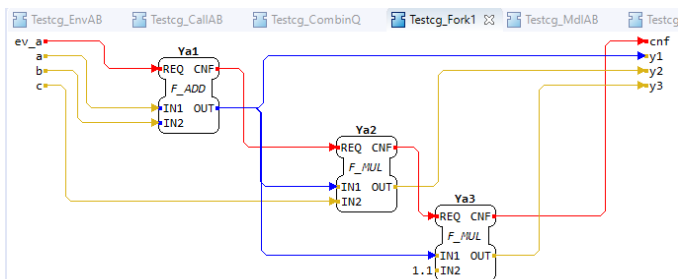 Testcg_EnvAB Testcg_CallAB Testcg_CombinQ Testcg_Fork1 Testcg_MdlAB Testcg
ev_a
a
b
c
cnf
y1
y2
y3
Ya1
REQ CNF
F_ADD
IN1 OUT
IN2
Ya2
REQ CNF
F_MUL
IN1 OUT
IN2
Ya3
REQ CNF
F_MUL
IN1 OUT
1.1 IN2